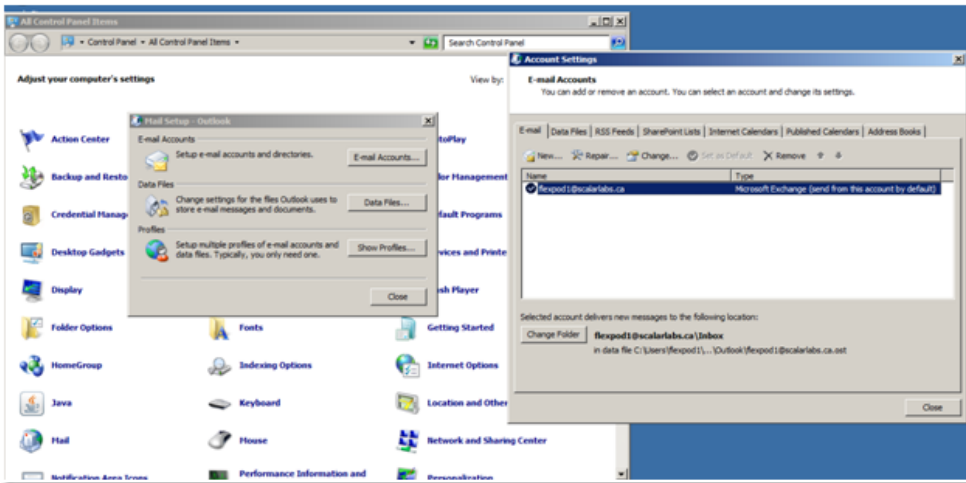 All Control Panel Items
Control Panel
All Control Panel Items
Search Control Panel
Adjust your computer's settings
View by:
Action Center
AutoPlay
Backup and Resto
Credential Manag
Default Programs
Desktop Gadgets
Display
Folder Options
Fonts
Getting Started
HomeGroup
Indexing Options
Internet Options
Java
Keyboard
Location and Other
Mail
Mouse
Network and Sharing Center
Notification Area Icons
Performance Information and
Personalization
Mail Setup - Outlook
E-mail Accounts
Setup e-mail accounts and directories.
E-mail Accounts...
Data Files
Change settings for the files Outlook uses to
store e-mail messages and documents.
Data Files...
Profiles
Setup multiple profiles of e-mail accounts and
data files. Typically, you only need one.
Show Profiles...
Close
Account Settings
E-mail Accounts
You can add or remove an account. You can select an account and change its settings.
E-mail
Data Files
RSS Feeds
SharePoint Lists
Internet Calendars
Published Calendars
Address Books
New...
Repair...
Change...
Set as Default
Remove
Name
Type
flexpod1@scalarlabs.ca
Microsoft Exchange (send from this account by default)
Selected account delivers new messages to the following location:
Change Folder
flexpod1@scalarlabs.ca\Inbox
in data file C:\Users\flexpod1\...\Outlook\flexpod1@scalarlabs.ca.ost
Close